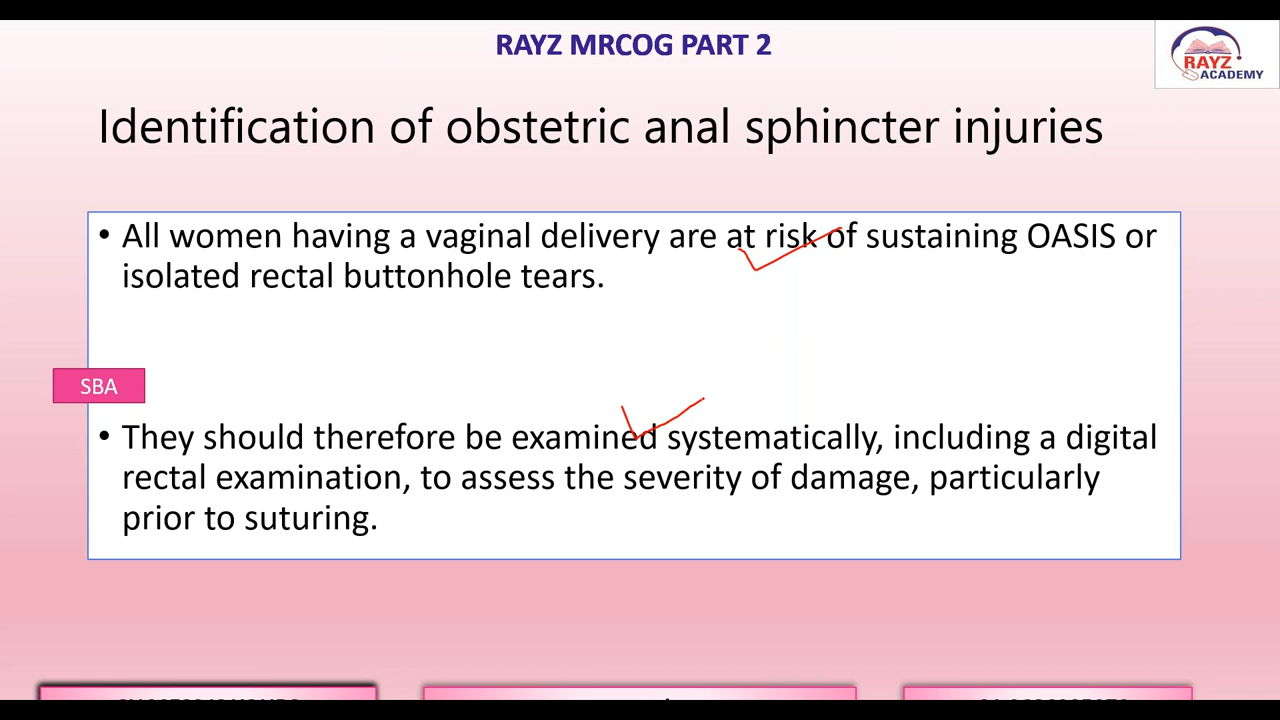 RAYZ MRCOG PART 2
RAYZ
ACADEMY
Identification of obstetric anal sphincter injuries
• All women having a vaginal delivery are at risk of sustaining OASIS or
isolated rectal buttonhole tears.
SBA
• They should therefore be examined systematically, including a digital
rectal examination, to assess the severity of damage, particularly
prior to suturing.